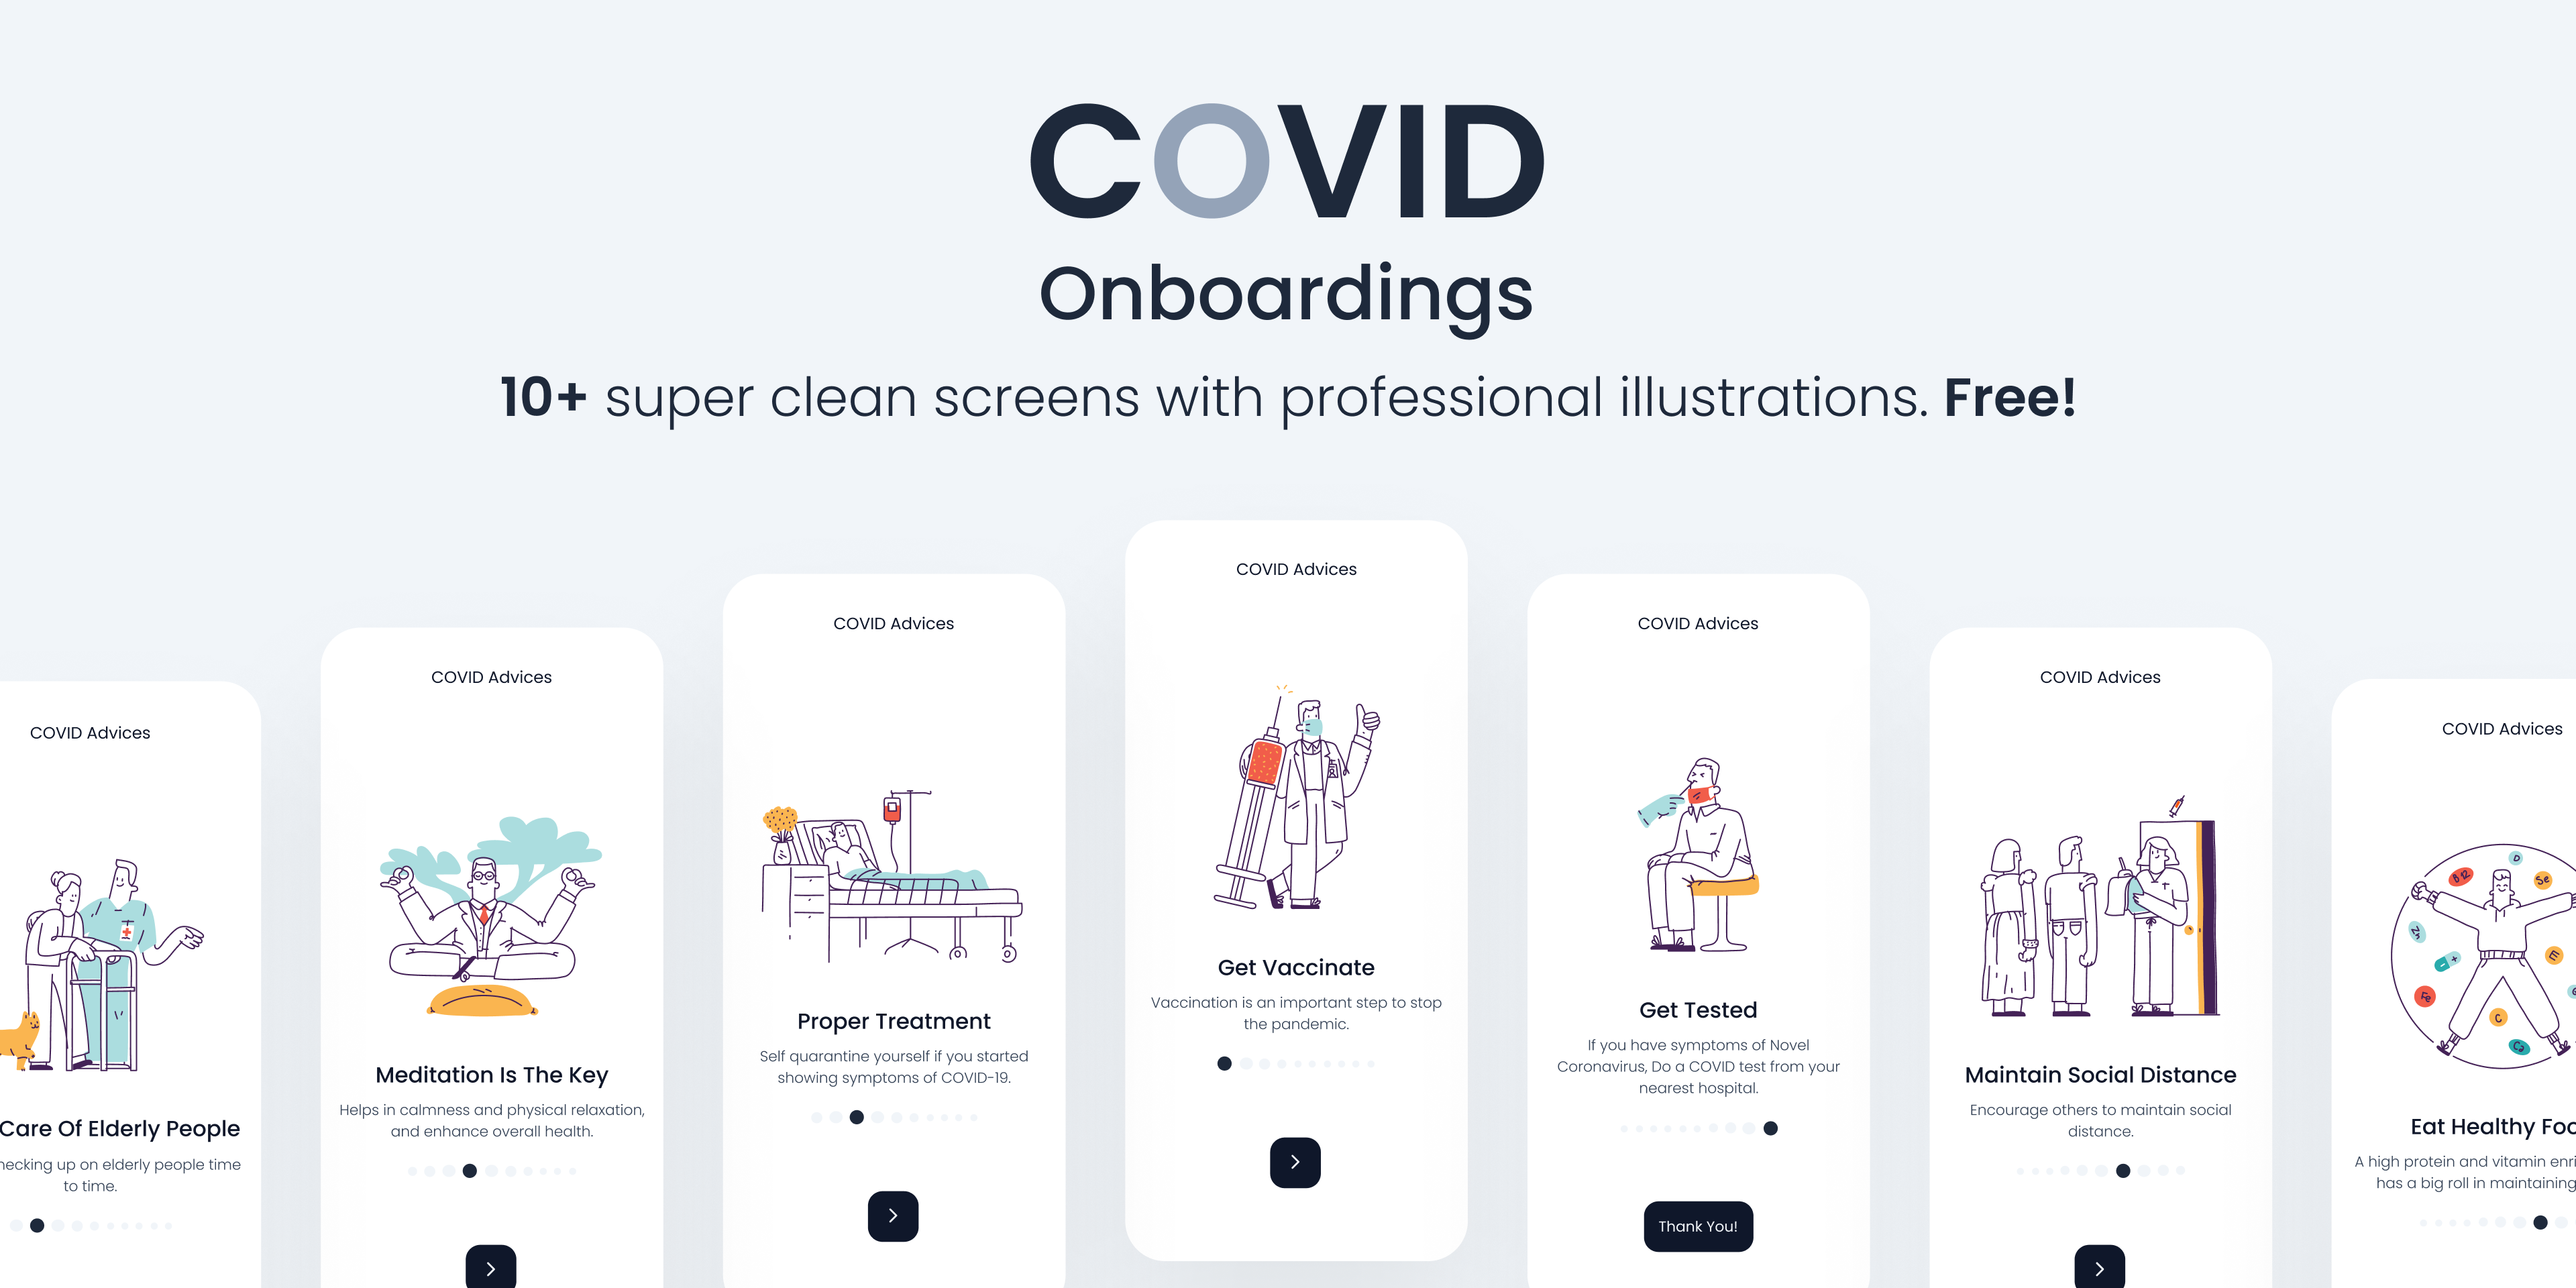 COVID
Onboardings
10+ super clean screens with professional illustrations. Free!
COVID Advices
Care Of Elderly People
hecking up on elderly people time
to time.
COVID Advices
Meditation Is The Key
Helps in calmness and physical relaxation,
and enhance overall health.
COVID Advices
Proper Treatment
Self quarantine yourself if you started
showing symptoms of COVID-19.
COVID Advices
Get Vaccinate
Vaccination is an important step to stop
the pandemic.
COVID Advices
Get Tested
If you have symptoms of Novel
Coronavirus, Do a COVID test from your
nearest hospital.
Thank You!
COVID Advices
Maintain Social Distance
Encourage others to maintain social
distance.
COVID Advices
D
B12
Se
Zn
E
- +
Fe
C
Ca
Eat Healthy Foo
A high protein and vitamin enri
has a big roll in maintaining